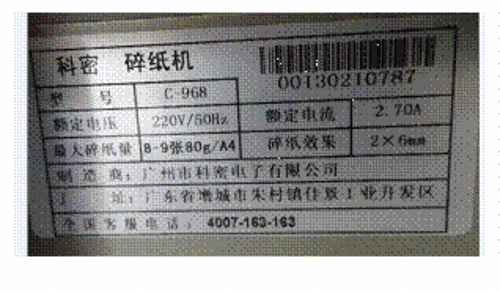 科密 碎纸机
00130210787
型 号 C-968
额定电压 220V/50Hz 额定电流 2.70A
最大碎纸量 8-9张80g/A4 碎纸效果 2×6mm
制 造 商：广州市科密电子有限公司
址：广东省增城市朱村镇佳景工业开发区
全 国 客 服 电 话： 4007-163-163